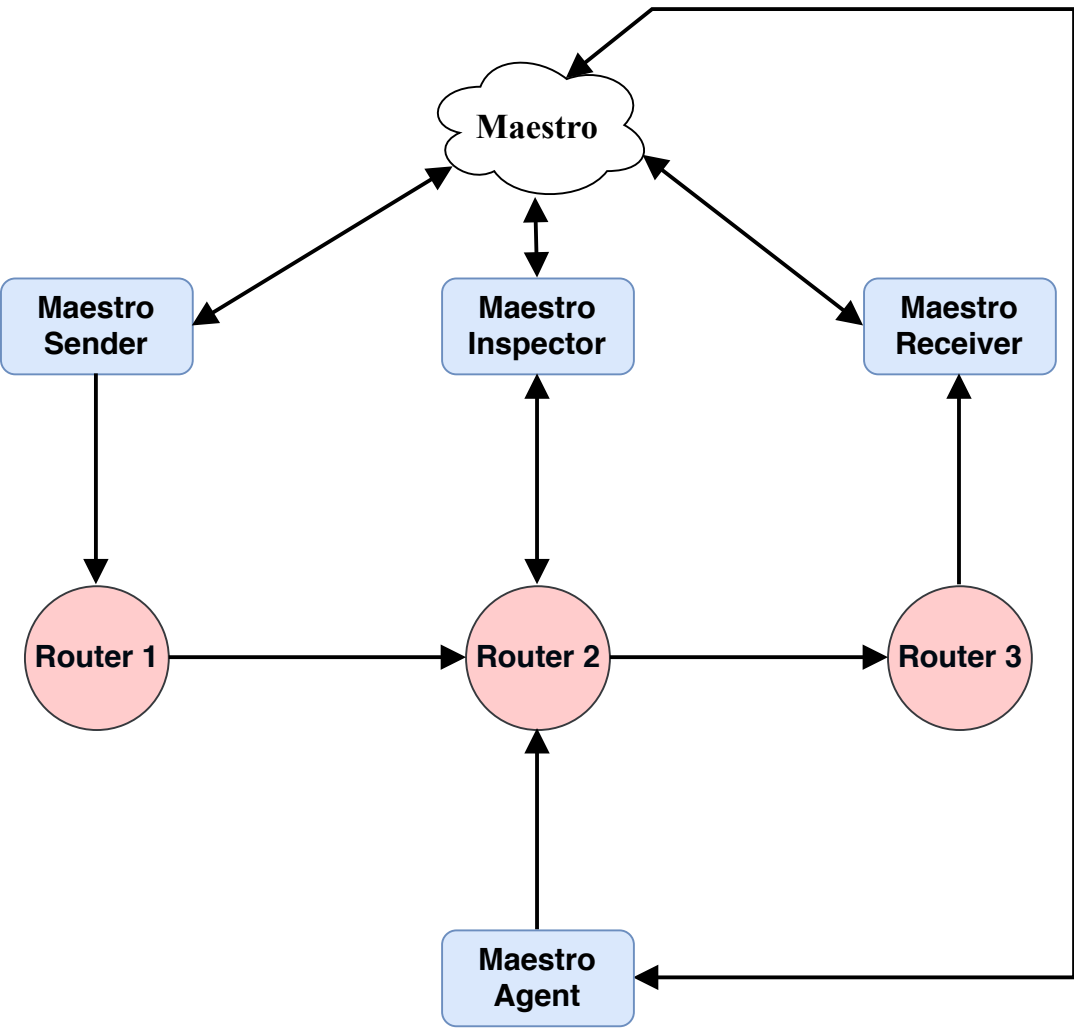 Maestro
Maestro
Sender
Maestro
Inspector
Maestro
Receiver
Router 1
Router 2
Router 3
Maestro
Agent